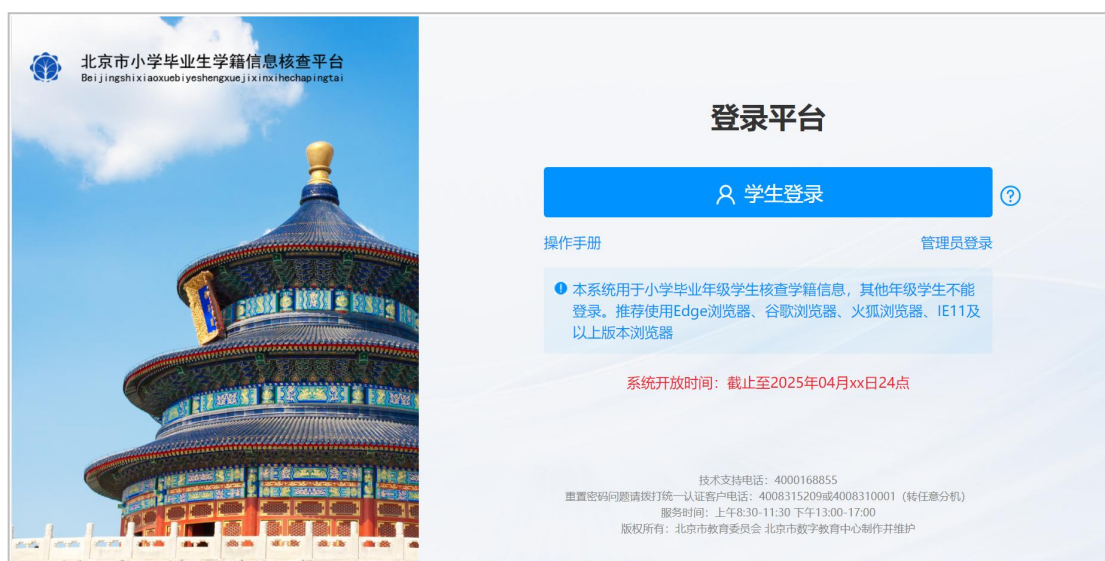 北京市小学毕业生学籍信息核查平台
Beijingshixiaoxuebiyeshengxuejixinxihechapingtai
登录平台
学生登录
操作手册
管理员登录
本系统用于小学毕业年级学生核查学籍信息，其他年级学生不能
登录。推荐使用Edge浏览器、谷歌浏览器、火狐浏览器、IE11及
以上版本浏览器
系统开放时间：截止至2025年04月xx日24点
技术支持电话：4000168855
重置密码问题请拨打统一认证客户电话：4008315209或4008310001（转任意分机）
服务时间：上午8:30-11:30 下午13:00-17:00
版权所有：北京市教育委员会 北京市数字教育中心制作并维护